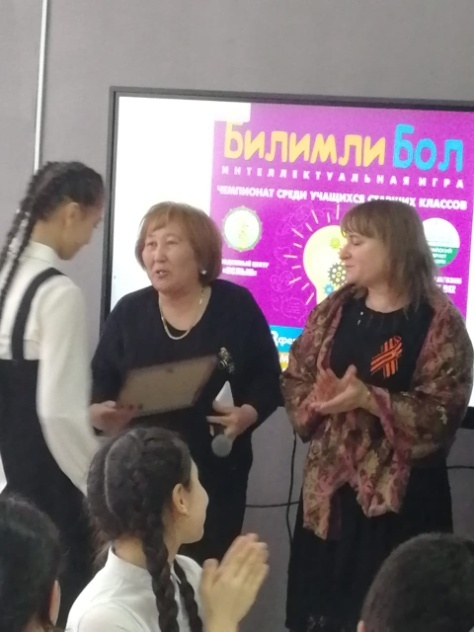 Билимли Бол
ИНТЕЛЛЕКТУАЛЬНАЯ ИГРА
ЧЕМПИОНАТ СРЕДИ УЧАЩИХСЯ СТАРШИХ КЛАССОВ